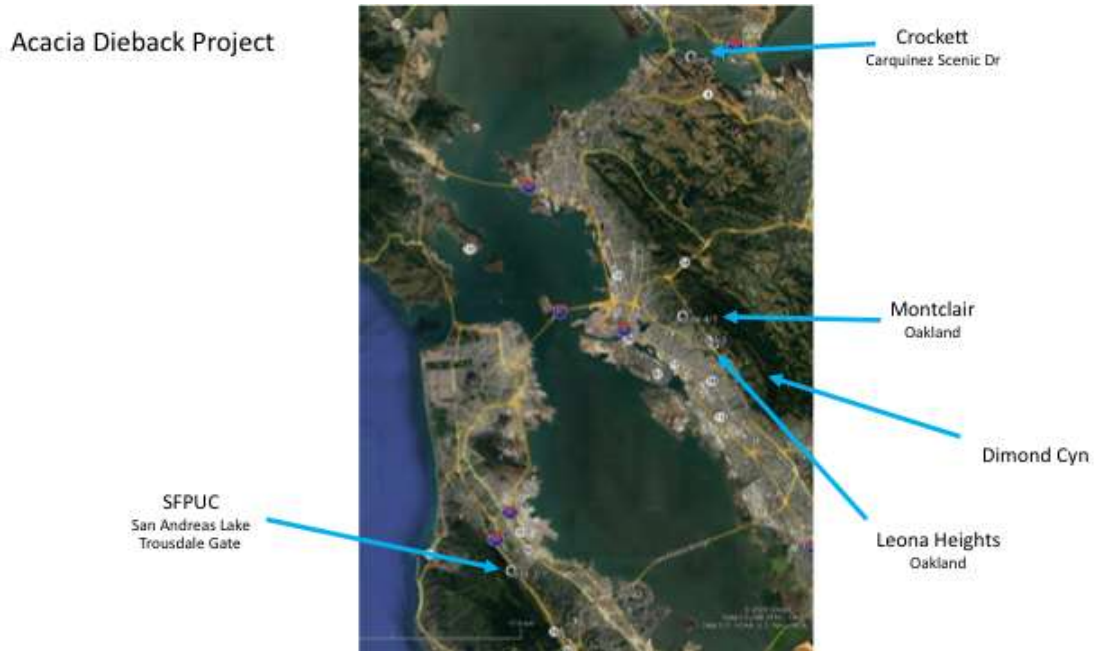 Acacia Dieback Project
Crockett
Carquinez Scenic Dr
Montclair
Oakland
Dimond Cyn
Leona Heights
Oakland
SFPUC
San Andreas Lake
Trousdale Gate